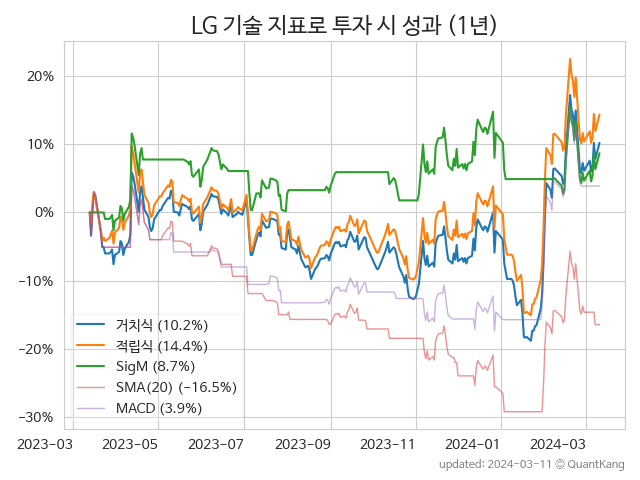 LG 기술 지표로 투자 시 성과 (1년)
20%
10%
0%
−10%
−20%
−30%
거치식 (10.2%)
적립식 (14.4%)
SigM (8.7%)
SMA(20) (−16.5%)
MACD (3.9%)
2023-03 2023-05 2023-07 2023-09 2023-11 2024-01 2024-03
updated: 2024-03-11 © QuantKang